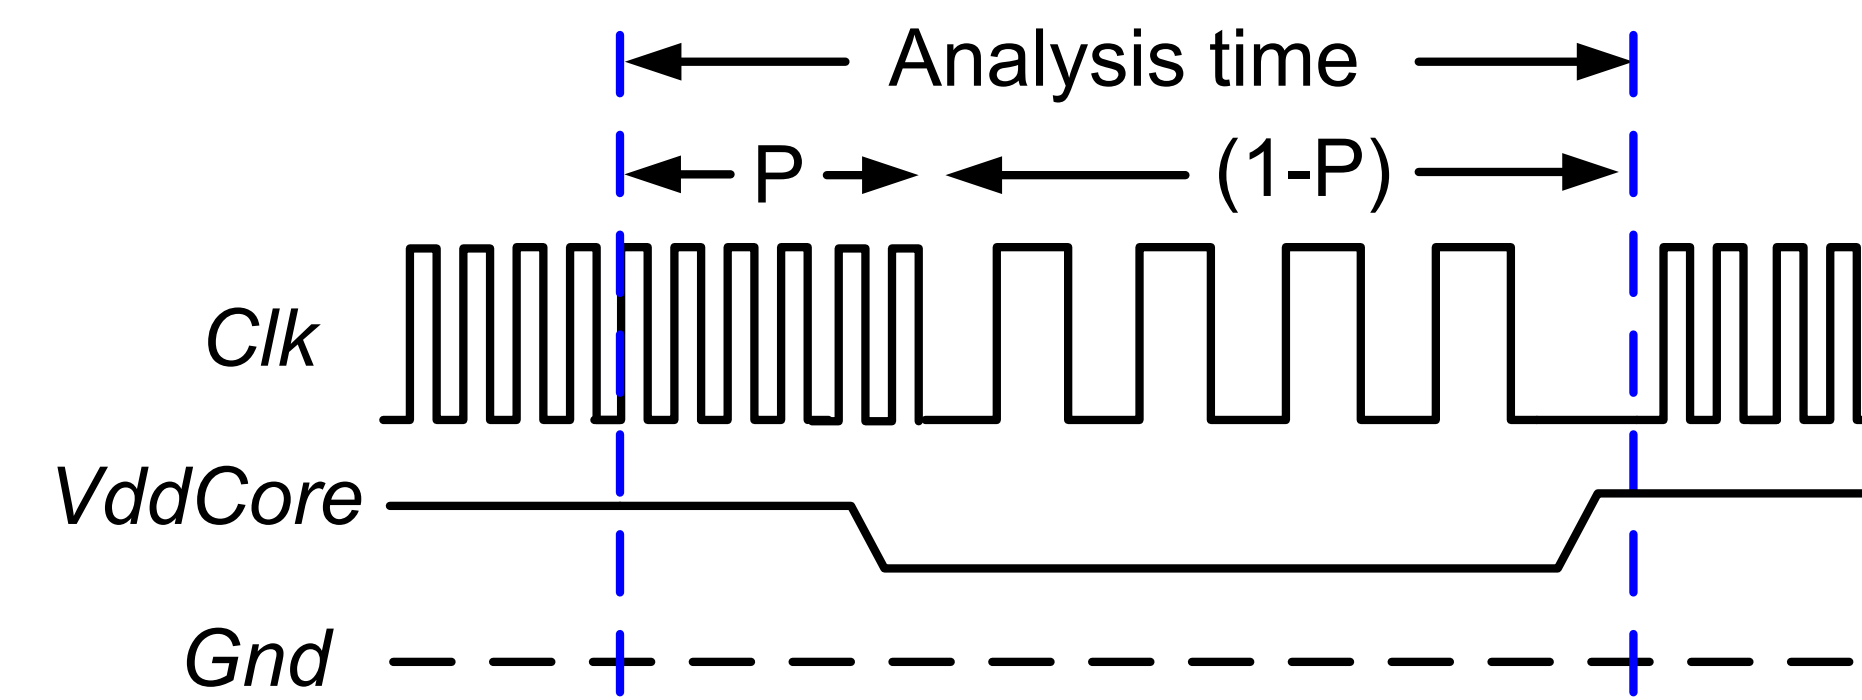 Analysis time
P
(1-P)
Clk
VddCore
Gnd